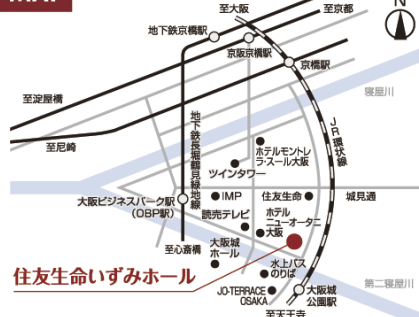 N
至大阪
至京都
地下鉄京橋駅
京阪京橋駅
京橋駅
至淀屋橋
至尼崎
寝屋川
地下鉄長堀鶴見緑地線
JR環状線
ホテルモントレ
ラ・スール大阪
ツインタワー
IMP
住友生命
城見通
大阪ビジネスパーク駅
(OBP駅)
読売テレビ
ホテル
ニューオータニ
大阪
至心斎橋
大阪城
ホール
水上バス
のりば
住友生命いずみホール
第二寝屋川
JO-TERRACE
OSAKA
大阪城
公園駅
至天王寺